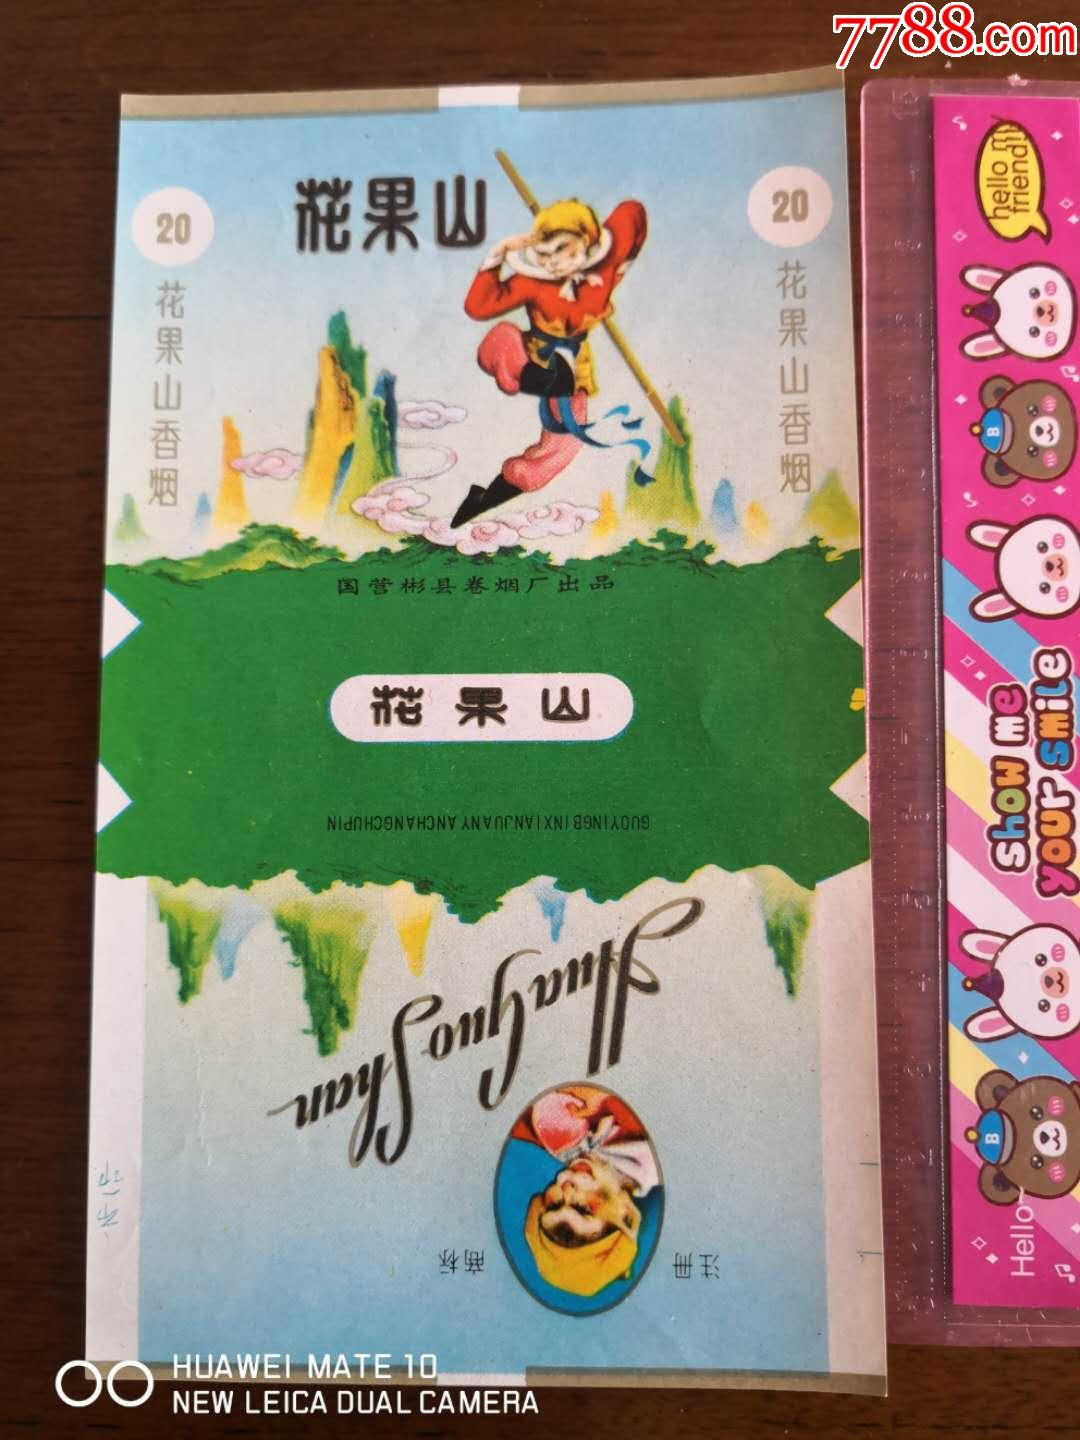 7788.com
花果山
20
20
花果山香烟
花果山香烟
国营彬县卷烟厂出品
花果山
GUOYINGBINXIANJUANYANCHANGCHUPIN
HuaGuoShan
注册
商标
hello my
friend
B
Show me
your smile
B
Hello~
HUAWEI MATE 10
NEW LEICA DUAL CAMERA